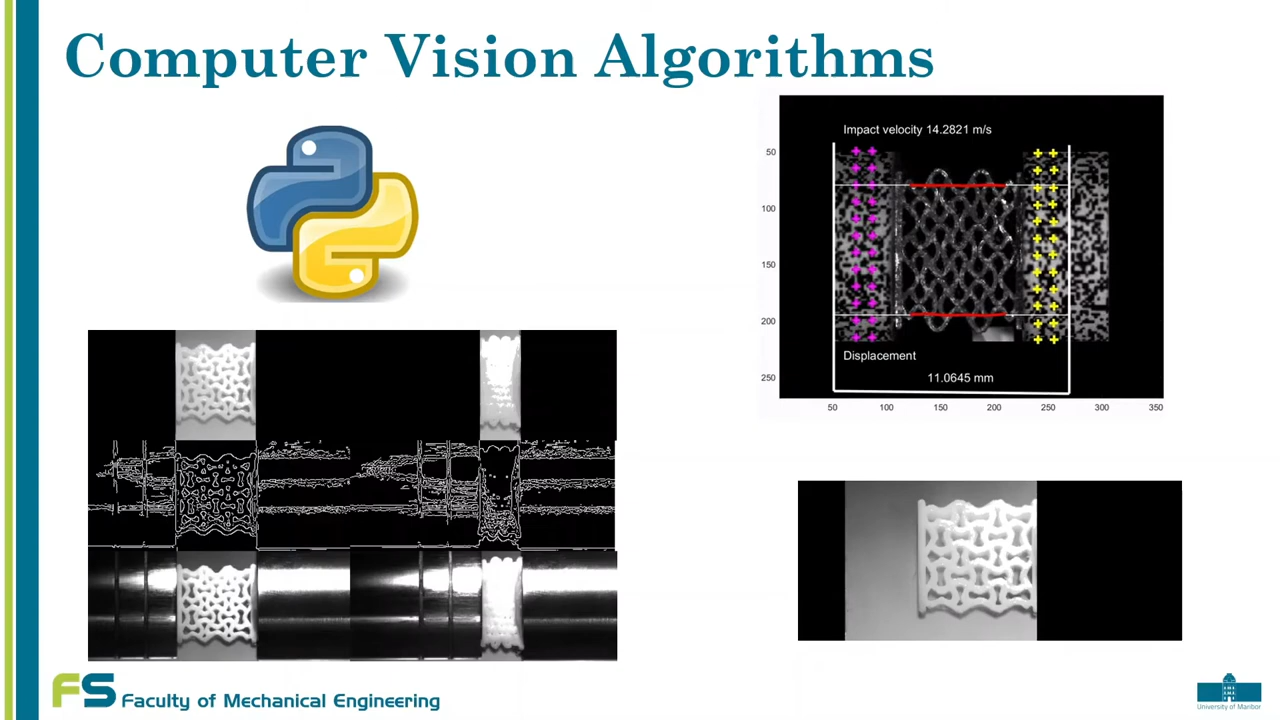 Computer Vision Algorithms
Impact velocity 14.2821 m/s
50
100
150
200
250
Displacement
11.0645 mm
50 100 150 200 250 300 350
FS Faculty of Mechanical Engineering
University of Maribor